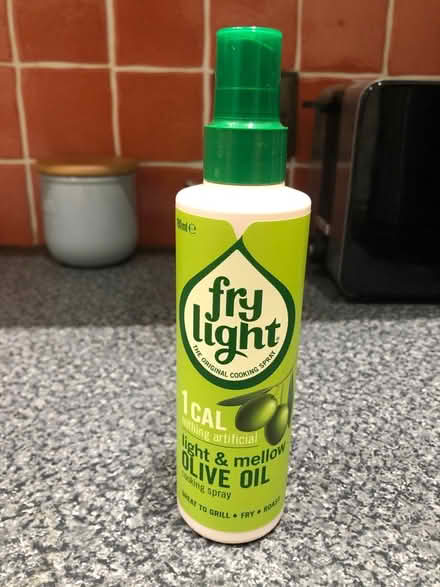 fry
light
THE ORIGINAL COOKING SPRAY
1 CAL
nothing artificial
light & mellow
OLIVE OIL
cooking spray
GREAT TO GRILL • FRY • ROAST